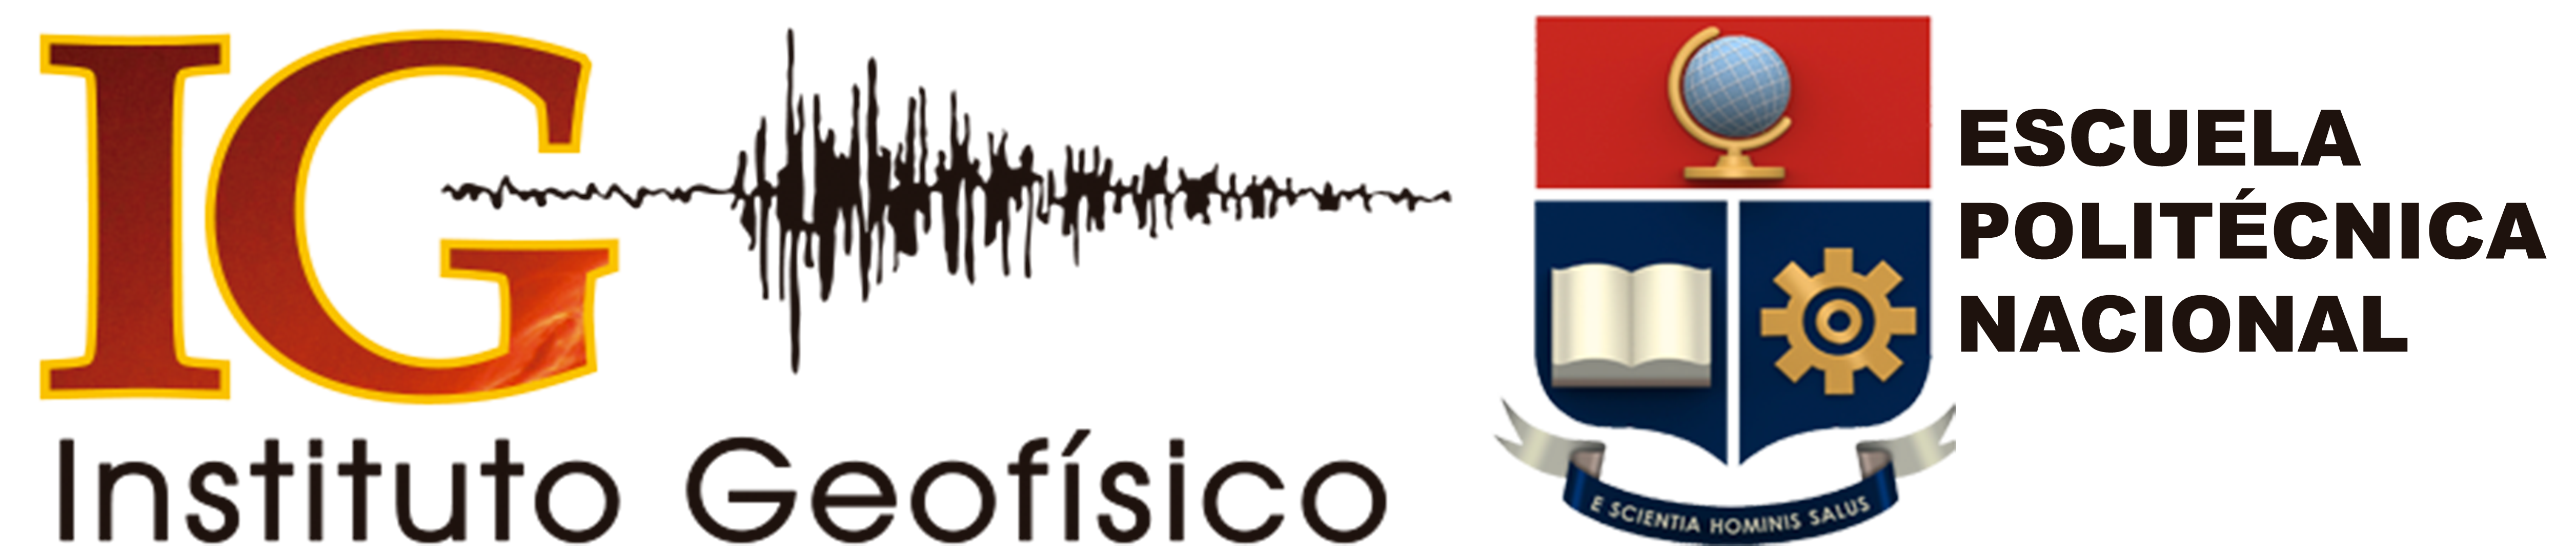 IG
Instituto Geofísico
ESCUELA
POLITÉCNICA
NACIONAL
E SCIENTIA HOMINIS SALUS